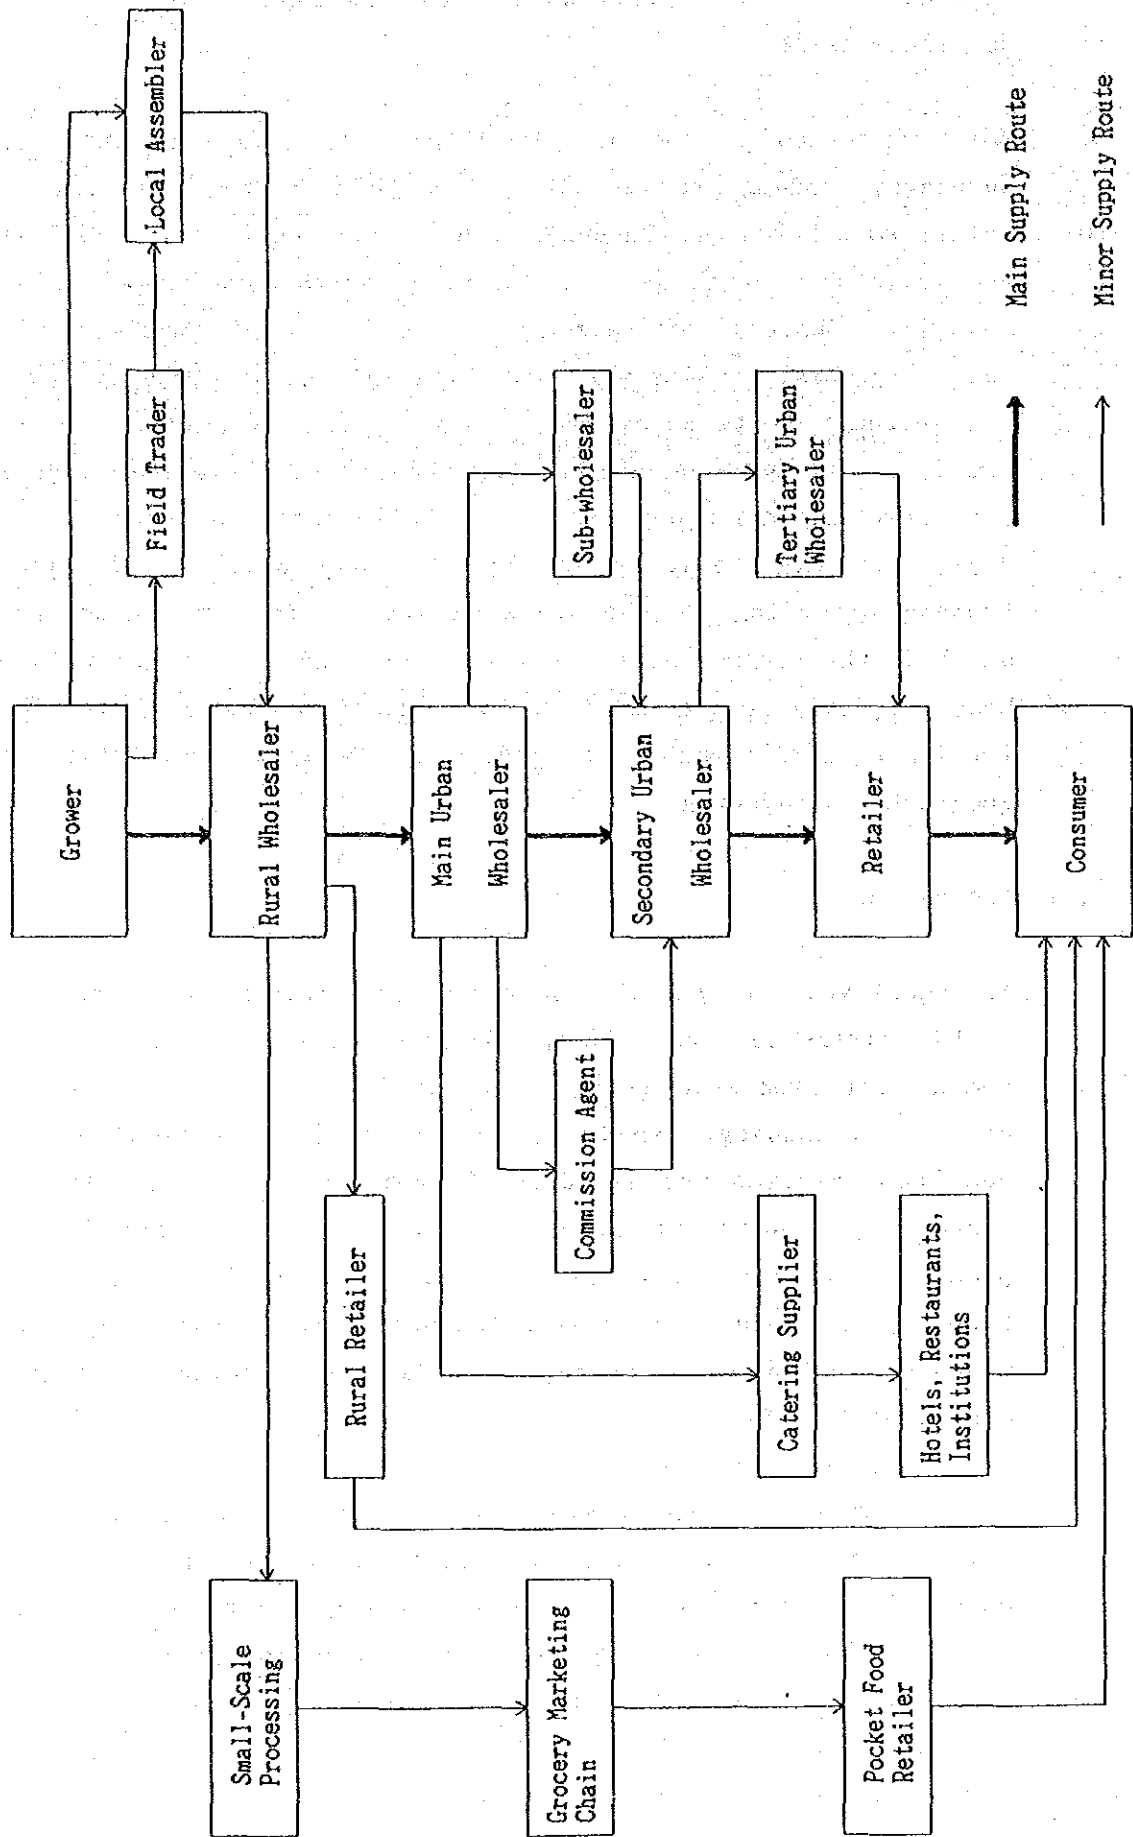 Grower
Field Trader
Local Assembler
Small-Scale
Processing
Rural Wholesaler
Rural Retailer
Main Urban
Wholesaler
Grocery Marketing
Chain
Commission Agent
Sub-wholesaler
Secondary Urban
Wholesaler
Catering Supplier
Tertiary Urban
Wholesaler
Pocket Food
Retailer
Hotels, Restaurants,
Institutions
Retailer
Consumer
Main Supply Route
Minor Supply Route